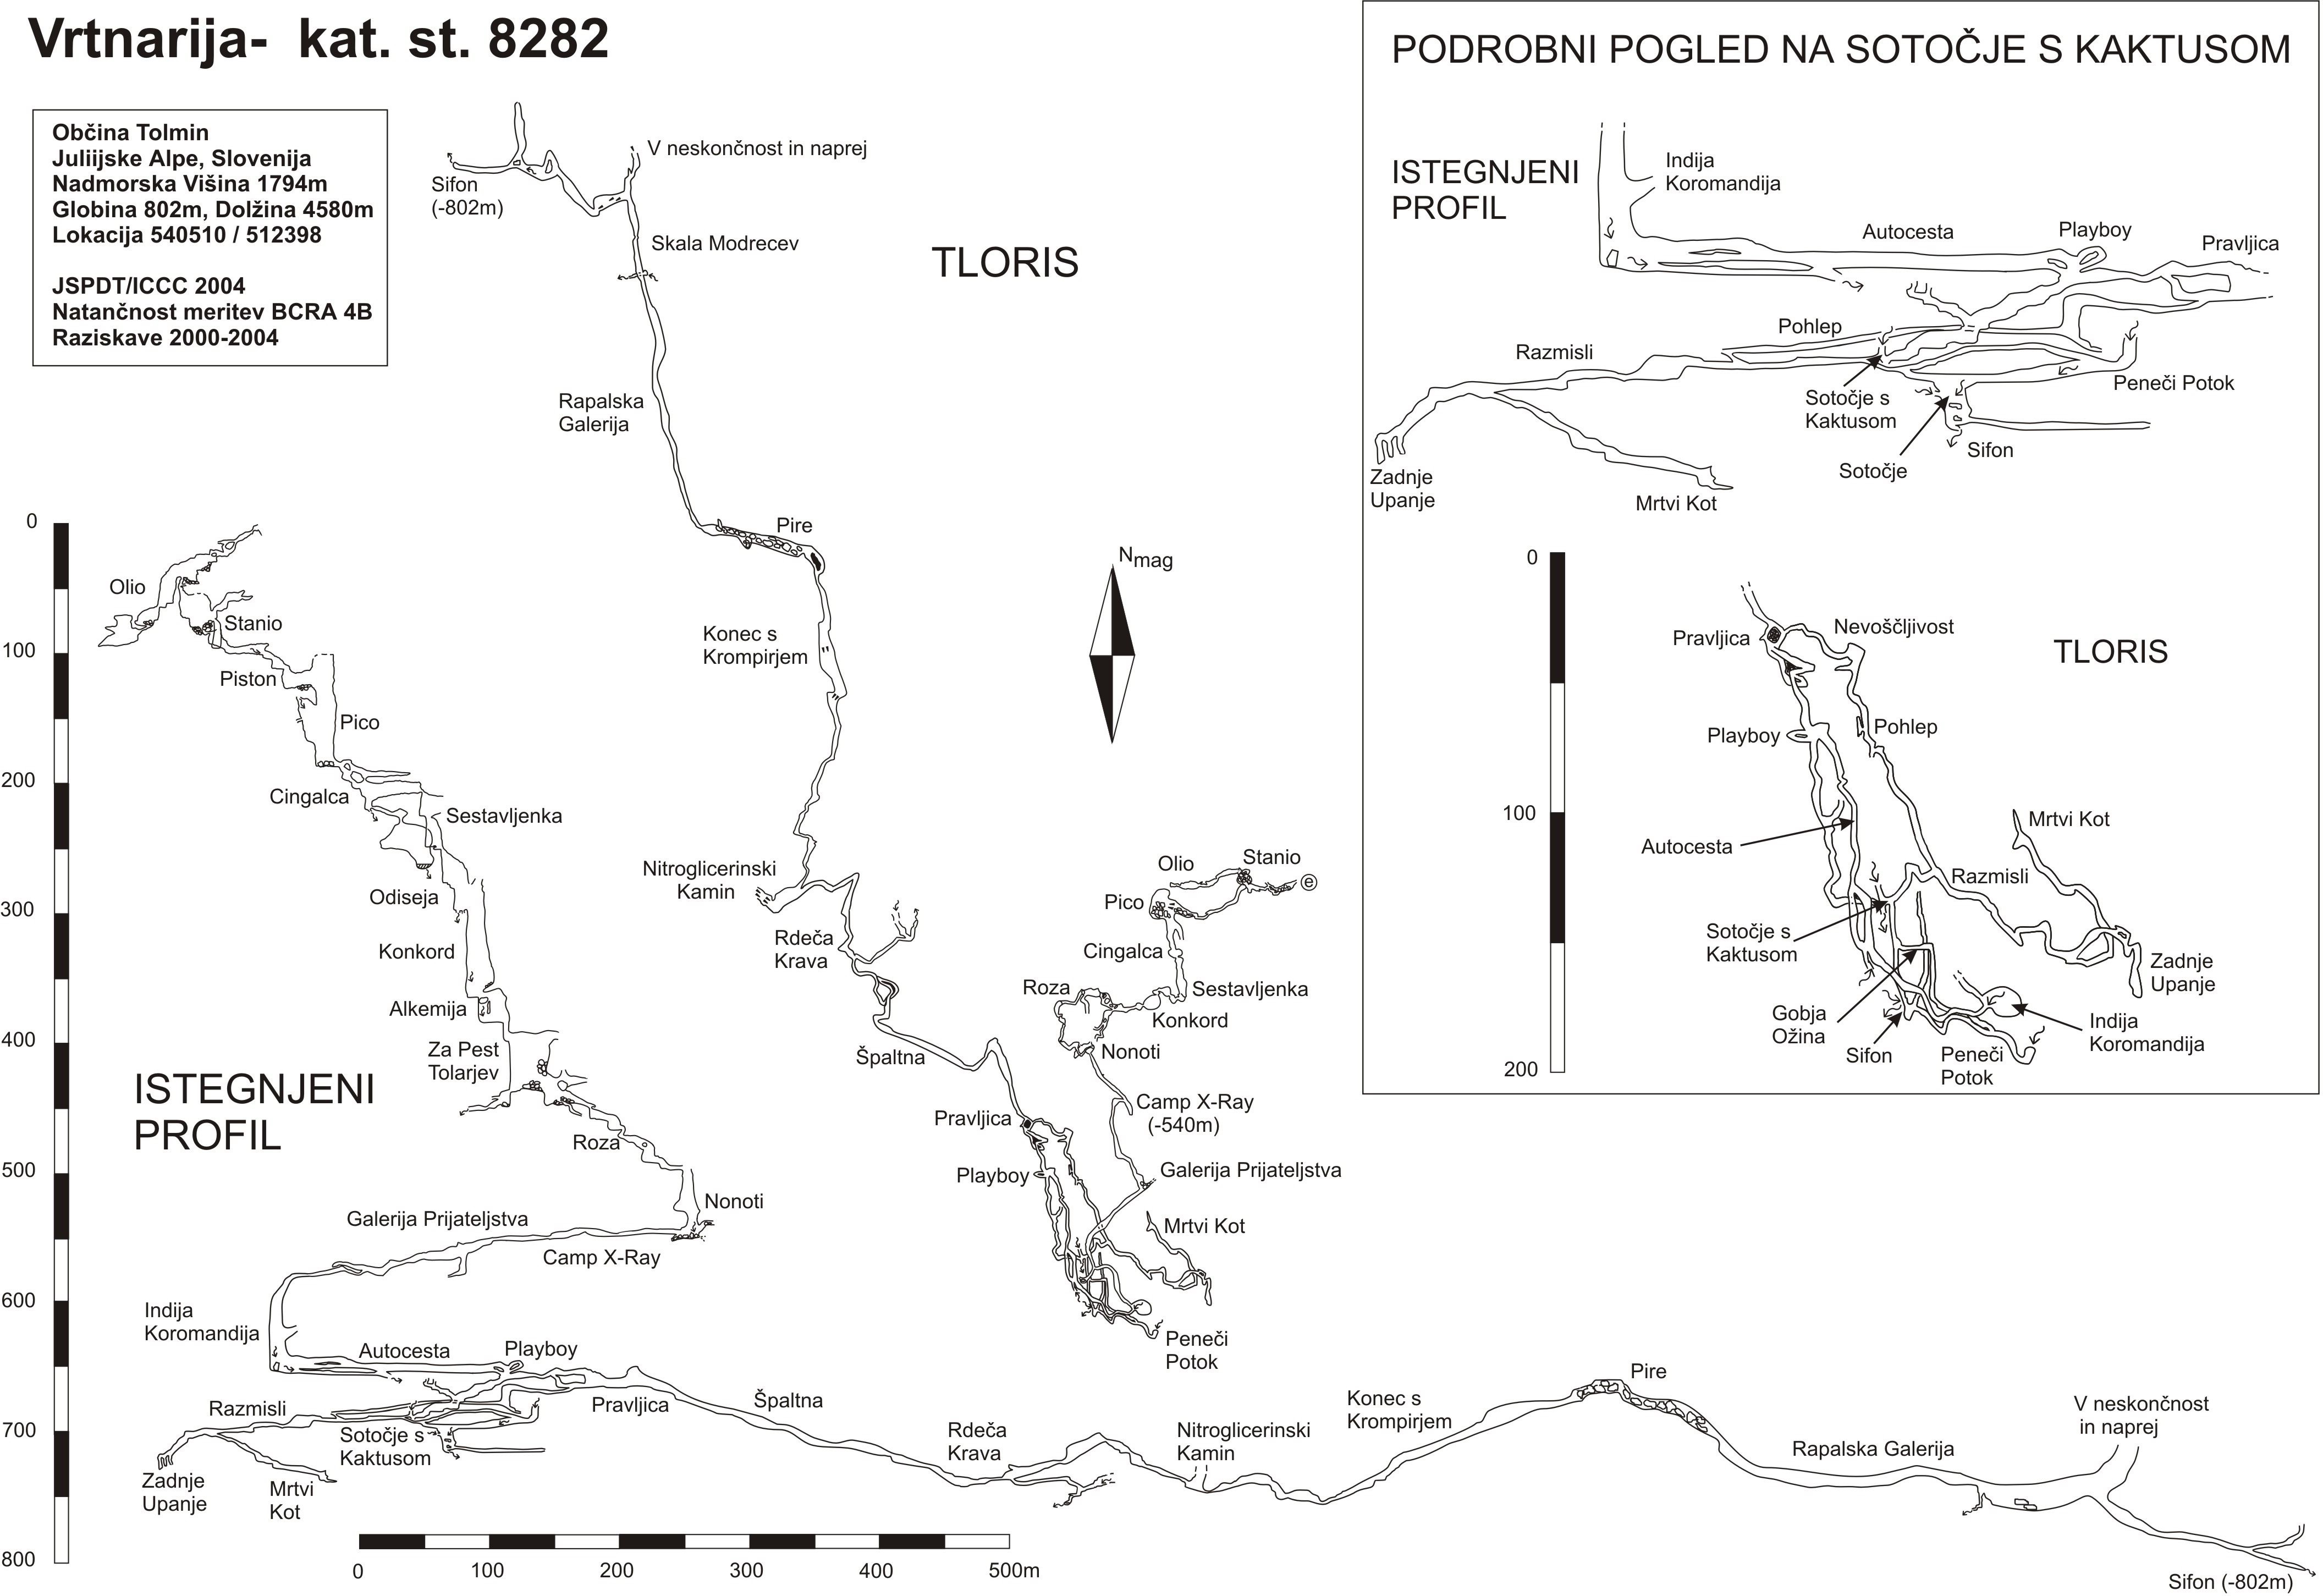 Vrtnarija- kat. st. 8282
Občina Tolmin
Juliijske Alpe, Slovenija
Nadmorska Višina 1794m
Globina 802m, Dolžina 4580m
Lokacija 540510 / 512398
JSPDT/ICCC 2004
Natančnost meritev BCRA 4B
Raziskave 2000-2004
V neskončnost in naprej
Sifon
(-802m)
Skala Modrecev
TLORIS
Rapalska
Galerija
Pire
Nmag
Konec s
Krompirjem
Nitroglicerinski
Kamin
Rdeča
Krava
Špaltna
Olio
Stanio
e
Pico
Cingalca
Roza
Sestavljenka
Konkord
Nonoti
Camp X-Ray
(-540m)
Pravljica
Playboy
Galerija Prijateljstva
Mrtvi Kot
Peneči
Potok
0
100
200
300
400
500
600
700
800
Olio
Stanio
Piston
Pico
Cingalca
Sestavljenka
Odiseja
Konkord
Alkemija
Za Pest
Tolarjev
ISTEGNJENI
PROFIL
Roza
Nonoti
Galerija Prijateljstva
Camp X-Ray
Indija
Koromandija
Autocesta
Playboy
Razmisli
Pravljica
Špaltna
Sotočje s
Kaktusom
Zadnje
Upanje
Mrtvi
Kot
Rdeča
Krava
Nitroglicerinski
Kamin
Konec s
Krompirjem
Pire
Rapalska Galerija
V neskončnost
in naprej
Sifon (-802m)
0
100
200
300
400
500m
PODROBNI POGLED NA SOTOČJE S KAKTUSOM
ISTEGNJENI
PROFIL
Indija
Koromandija
Autocesta
Playboy
Pravljica
Pohlep
Razmisli
Sotočje s
Kaktusom
Peneči Potok
Sotočje
Sifon
Zadnje
Upanje
Mrtvi Kot
0
100
200
Pravljica
Nevoščljivost
TLORIS
Playboy
Pohlep
Autocesta
Mrtvi Kot
Razmisli
Sotočje s
Kaktusom
Zadnje
Upanje
Gobja
Ožina
Sifon
Peneči
Potok
Indija
Koromandija